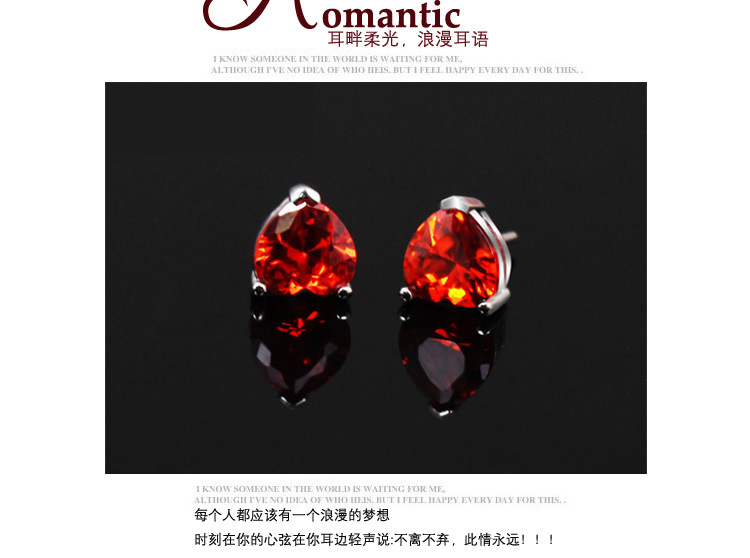 Romantic
耳畔柔光，浪漫耳语
I KNOW SOMEONE IN THE WORLD IS WAITING FOR ME,
ALTHOUGH I'VE NO IDEA OF WHO HEIS. BUT I FEEL HAPPY EVERY DAY FOR THIS. .
I KNOW SOMEONE IN THE WORLD IS WAITING FOR ME,
ALTHOUGH I'VE NO IDEA OF WHO HEIS. BUT I FEEL HAPPY EVERY DAY FOR THIS. .
每个人都应该有一个浪漫的梦想
时刻在你的心弦在你耳边轻声说:不离不弃，此情永远！！！